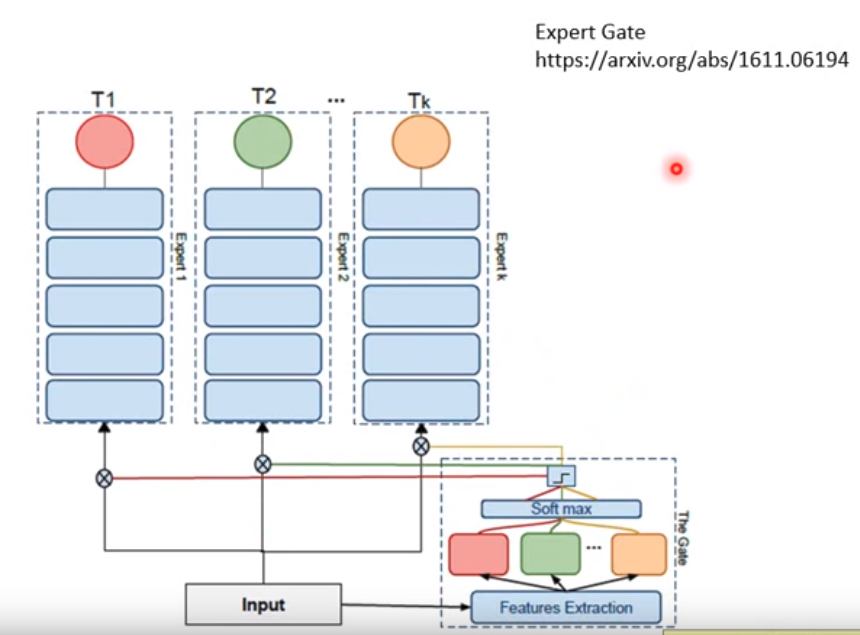 Expert Gate
https://arxiv.org/abs/1611.06194
T1
T2
...
Tk
Expert 1
Expert 2
Expert k
Soft max
...
The Gate
Input
Features Extraction